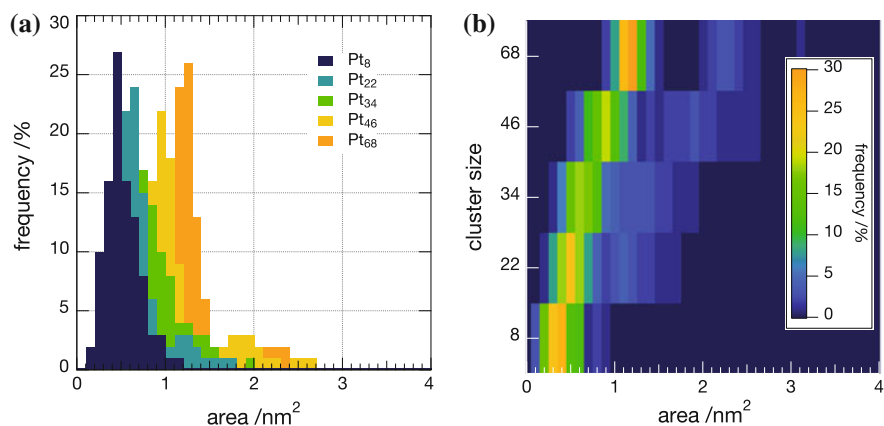 (a)
30
25
20
15
10
5
0
frequency /%
0
1
2
3
4
area /nm²
Pt₈
Pt₂₂
Pt₃₄
Pt₄₆
Pt₆₈
(b)
68
46
34
22
8
cluster size
0
1
2
3
4
area /nm²
30
25
20
15
10
5
0
frequency /%